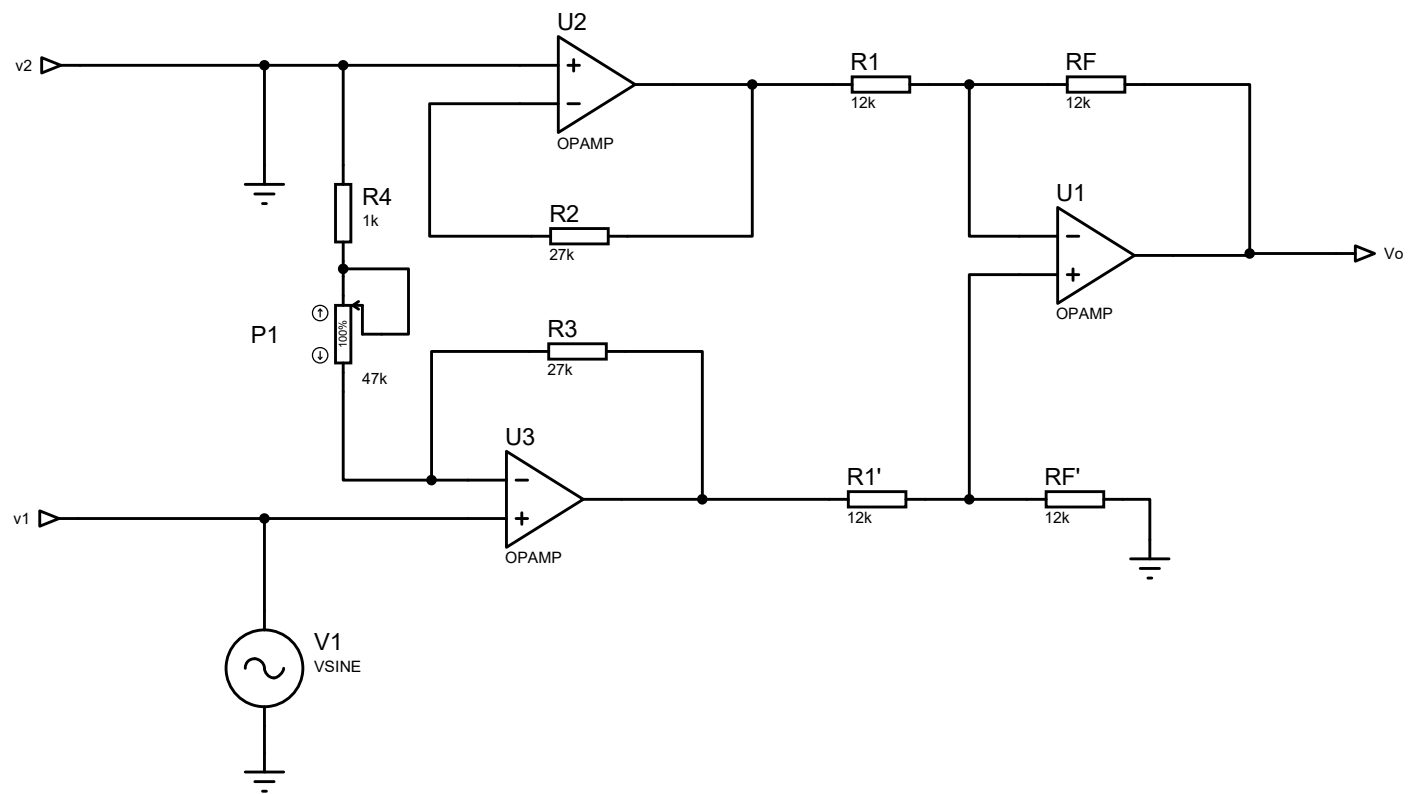 U2
v2
+
−
OPAMP
R1
12k
RF
12k
R4
1k
R2
27k
U1
−
+
OPAMP
Vo
P1
100%
47k
R3
27k
U3
−
+
OPAMP
R1'
12k
RF'
12k
v1
V1
VSINE